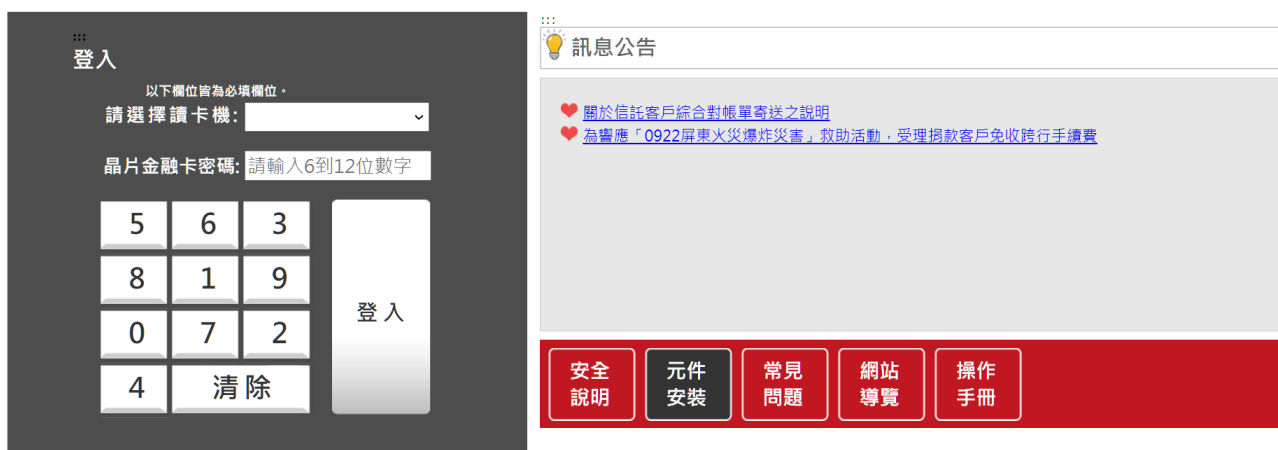 :::
登入
以下欄位皆為必填欄位。
請選擇讀卡機:
晶片金融卡密碼: 請輸入6到12位數字
5 6 3
8 1 9
0 7 2
4 清除
登入
:::
訊息公告
關於信託客戶綜合對帳單寄送之說明
為響應「0922屏東火災爆炸災害」救助活動，受理捐款客戶免收跨行手續費
安全
說明
元件
安裝
常見
問題
網站
導覽
操作
手冊